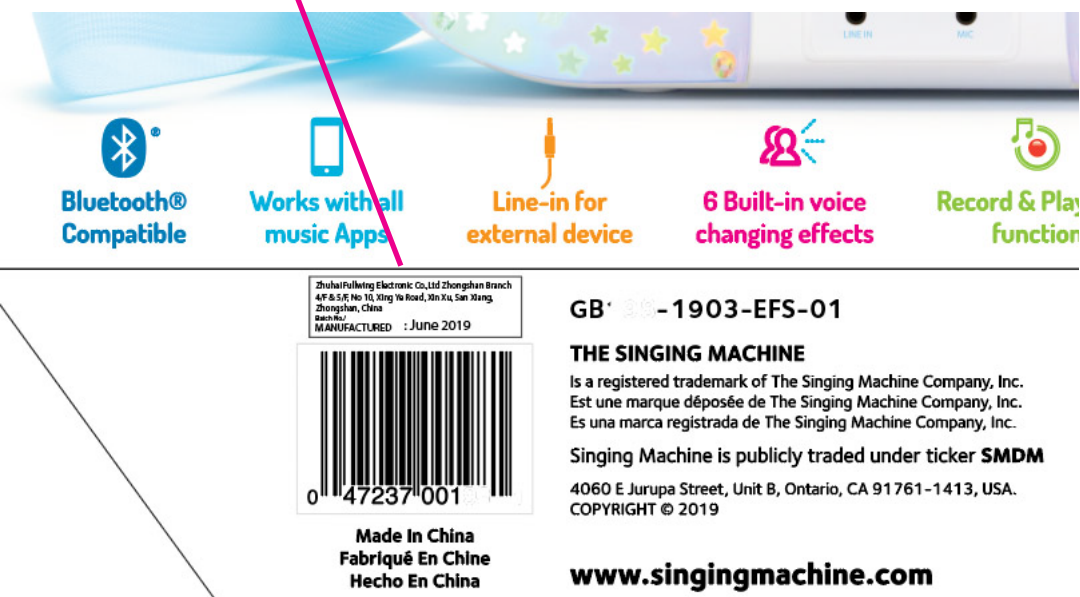 LINE IN
MIC
Bluetooth®
Compatible
Works with all
music Apps
Line-in for
external device
6 Built-in voice
changing effects
Record & Play
function
Zhuhai Fullwing Electronic Co.,Ltd Zhongshan Branch
4/F & 5/F, No 10, Xing Ye Road, Xin Xu, San Xiang,
Zhongshan, China
Batch No./
MANUFACTURED : June 2019
0 47237 001
Made In China
Fabriqué En Chine
Hecho En China
GB -1903-EFS-01
THE SINGING MACHINE
Is a registered trademark of The Singing Machine Company, Inc.
Est une marque déposée de The Singing Machine Company, Inc.
Es una marca registrada de The Singing Machine Company, Inc.
Singing Machine is publicly traded under ticker SMDM
4060 E Jurupa Street, Unit B, Ontario, CA 91761-1413, USA.
COPYRIGHT © 2019
www.singingmachine.com